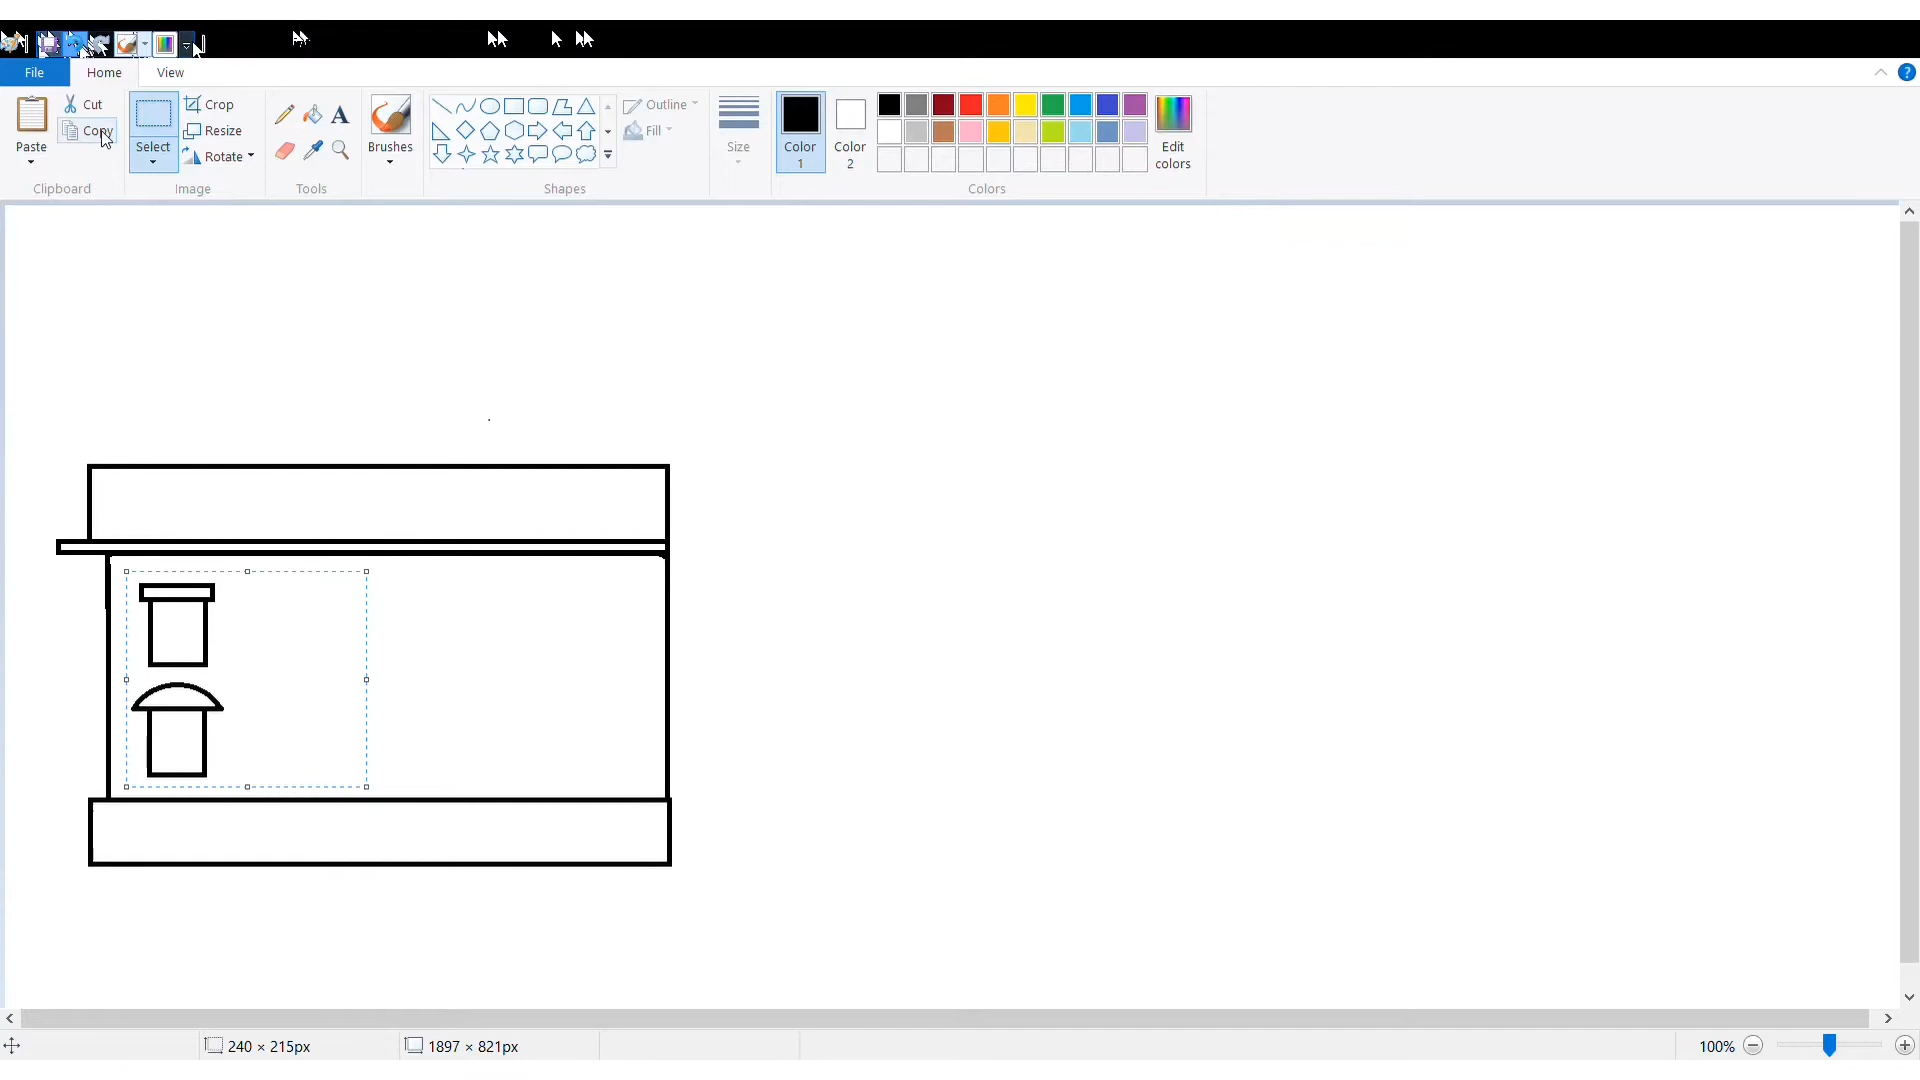 File Home View
Cut Crop Outline
Copy Resize Fill
Paste Select Rotate Brushes Size Color 1 Color 2 Edit colors
Clipboard Image Tools Shapes Colors
240 × 215px 1897 × 821px 100%